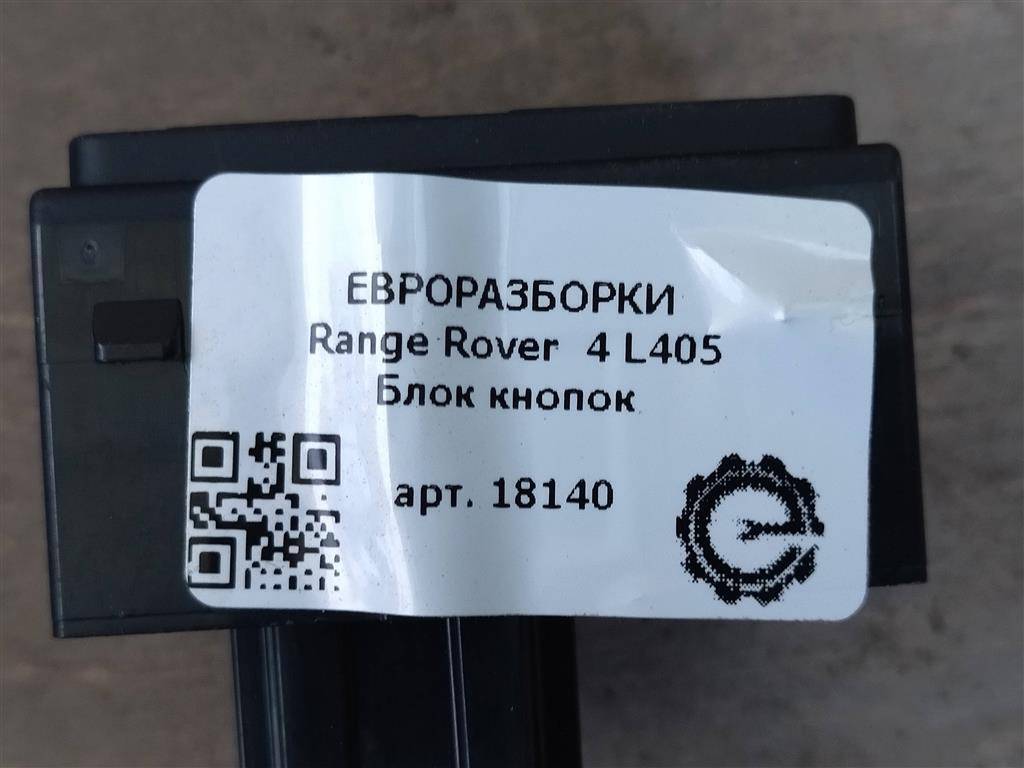 ЕВРОРАЗБОРКИ
Range Rover 4 L405
Блок кнопок
арт. 18140